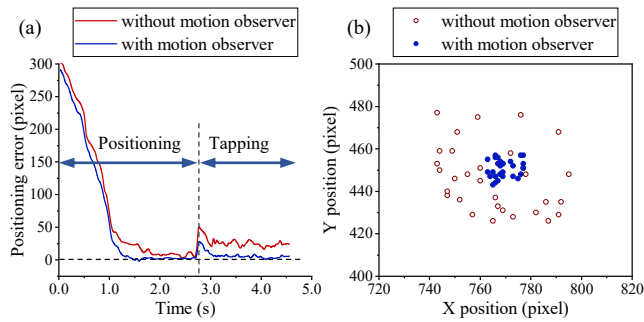 (a)
without motion observer
with motion observer
Positioning error (pixel)
300
250
200
150
100
50
0
Positioning
Tapping
0.0 1.0 2.0 3.0 4.0 5.0
Time (s)
(b)
without motion observer
with motion observer
Y position (pixel)
500
480
460
440
420
400
720 740 760 780 800 820
X position (pixel)